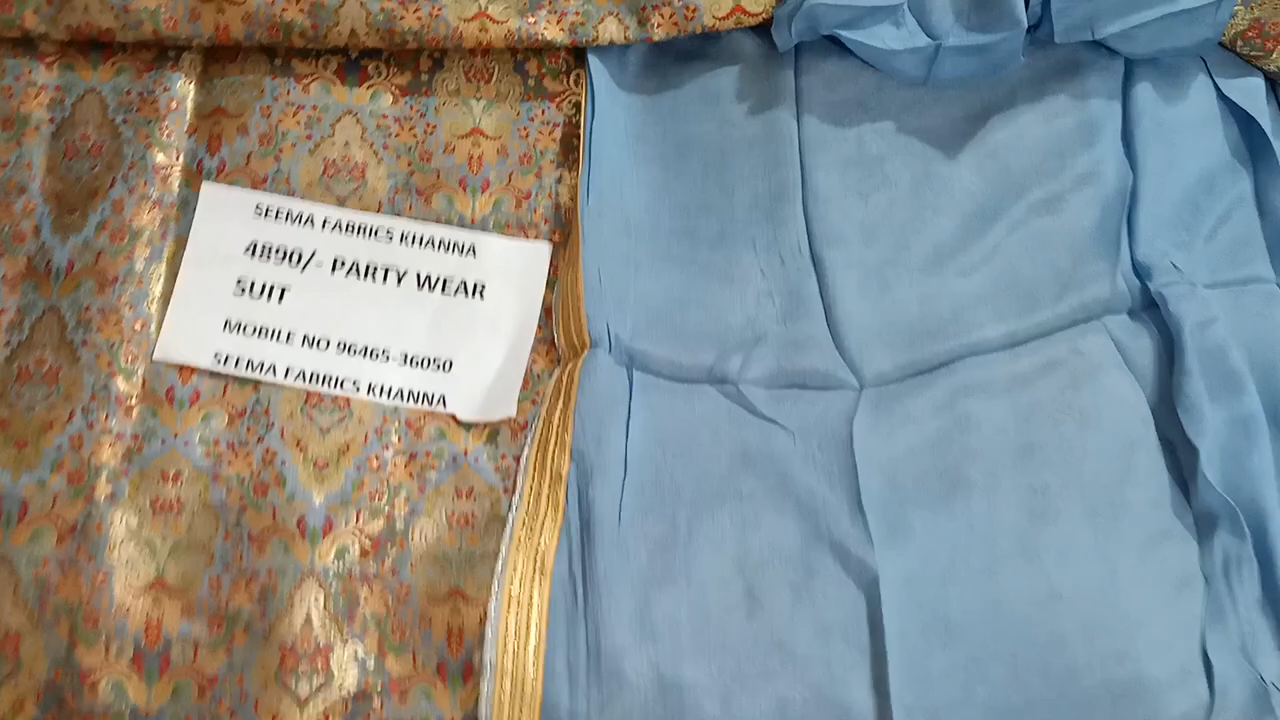 SEEMA FABRICS KHANNA
4890/- PARTY WEAR
SUIT
MOBILE NO 96465-36050
SEEMA FABRICS KHANNA